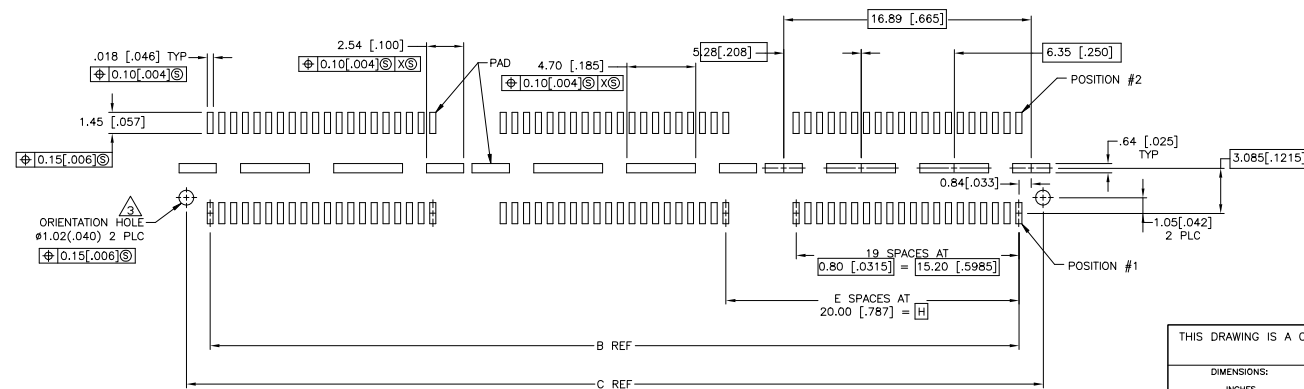 16.89 [.665]
.018 [.046] TYP
⌖ 0.10[.004]Ⓢ
2.54 [.100]
⌖ 0.10[.004]Ⓢ XⓈ
PAD
4.70 [.185]
⌖ 0.10[.004]Ⓢ XⓈ
5.28[.208]
6.35 [.250]
POSITION #2
1.45 [.057]
⌖ 0.15[.006]Ⓢ
.64 [.025]
TYP
3.085[.1215]
0.84[.033]
3
ORIENTATION HOLE
ø1.02(.040) 2 PLC
⌖ 0.15[.006]Ⓢ
1.05[.042]
2 PLC
POSITION #1
19 SPACES AT
0.80 [.0315] = 15.20 [.5985]
E SPACES AT
20.00 [.787] = H
B REF
C REF
THIS DRAWING IS A C
DIMENSIONS: